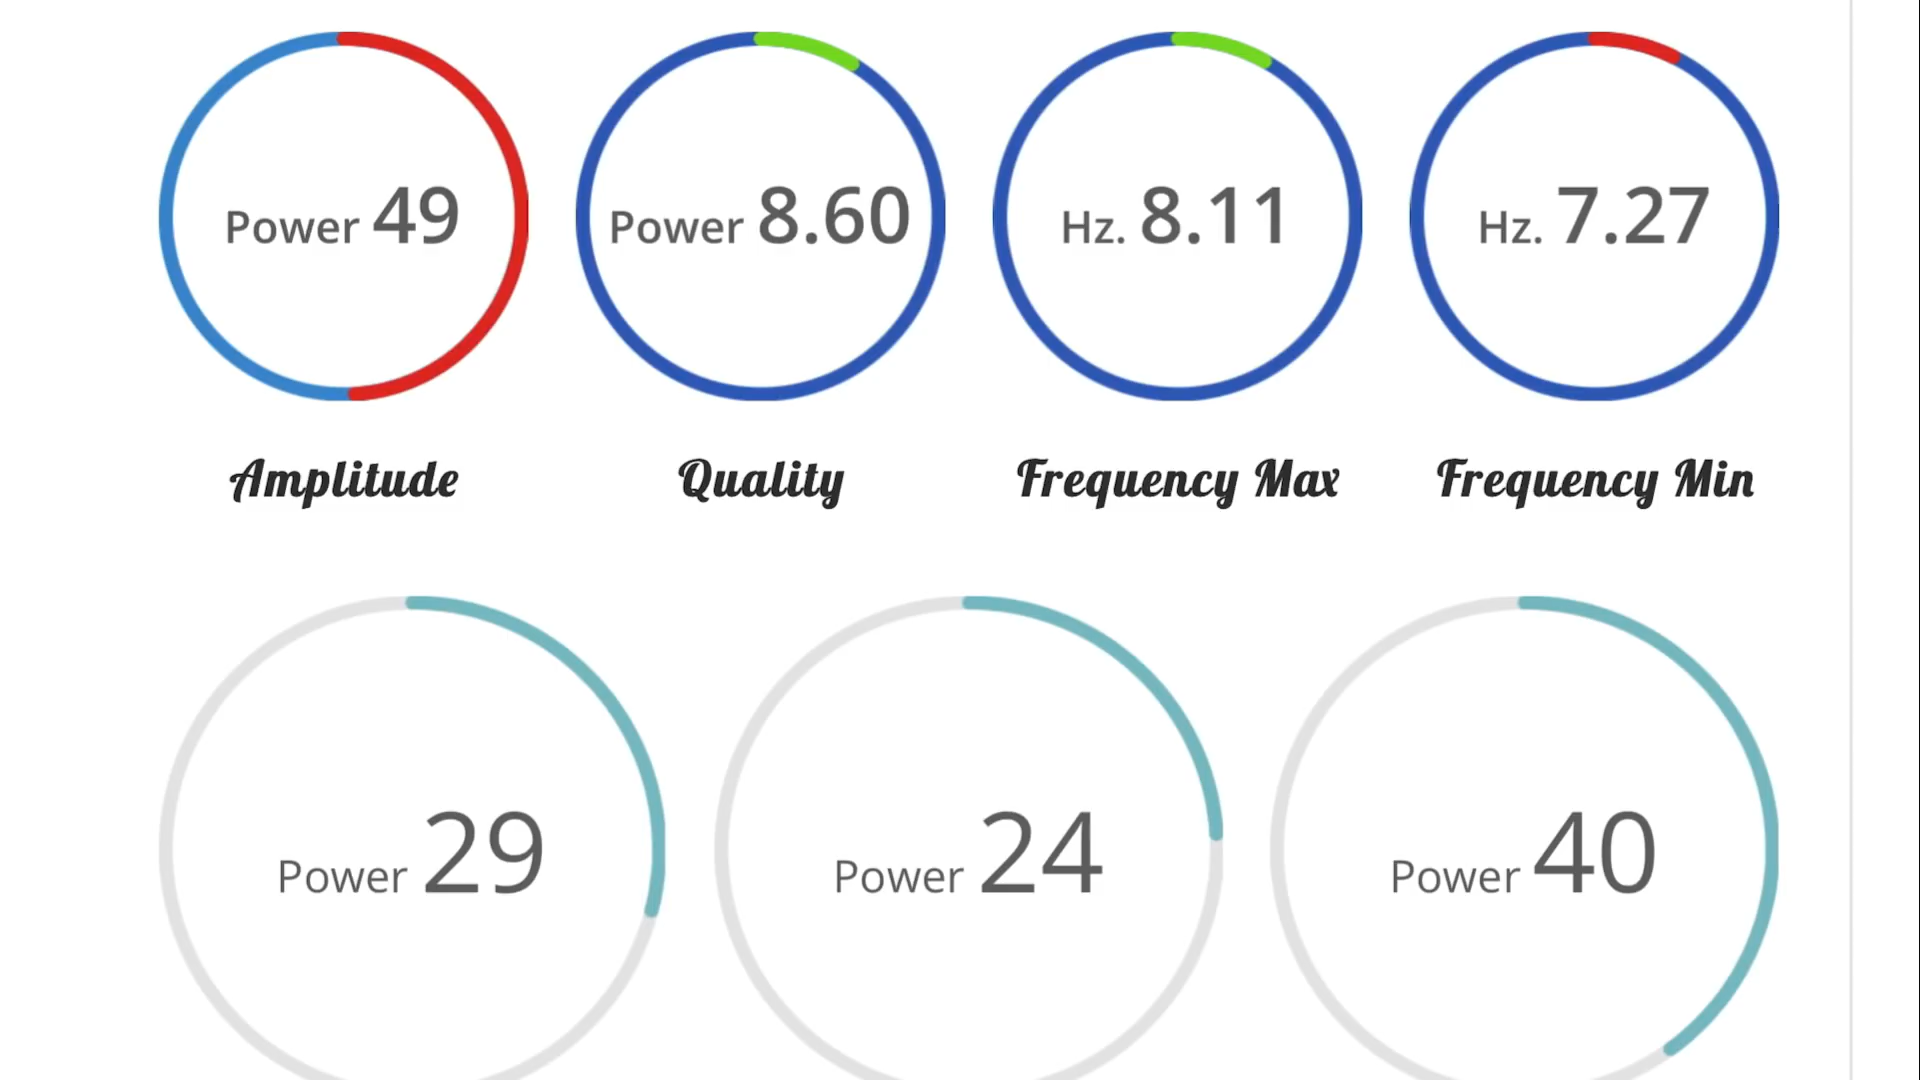 Power 49
Power 8.60
Hz. 8.11
Hz. 7.27
Amplitude
Quality
Frequency Max
Frequency Min
Power 29
Power 24
Power 40